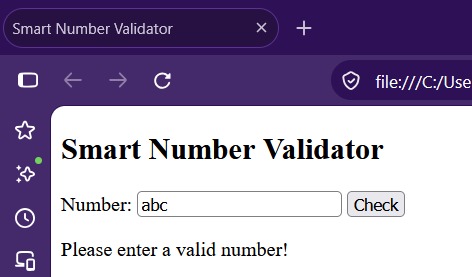 Smart Number Validator
file:///C:/Use
Smart Number Validator
Number: abc Check
Please enter a valid number!